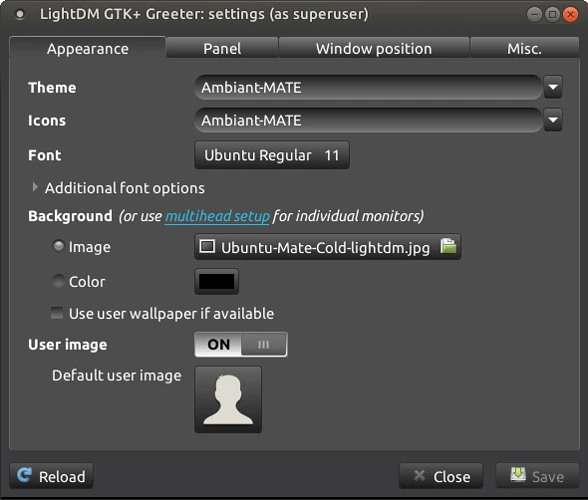 LightDM GTK+ Greeter: settings (as superuser)
Appearance Panel Window position Misc.
Theme Ambiant-MATE
Icons Ambiant-MATE
Font Ubuntu Regular 11
Additional font options
Background (or use multihead setup for individual monitors)
Image Ubuntu-Mate-Cold-lightdm.jpg
Color
Use user wallpaper if available
User image ON
Default user image
Reload Close Save